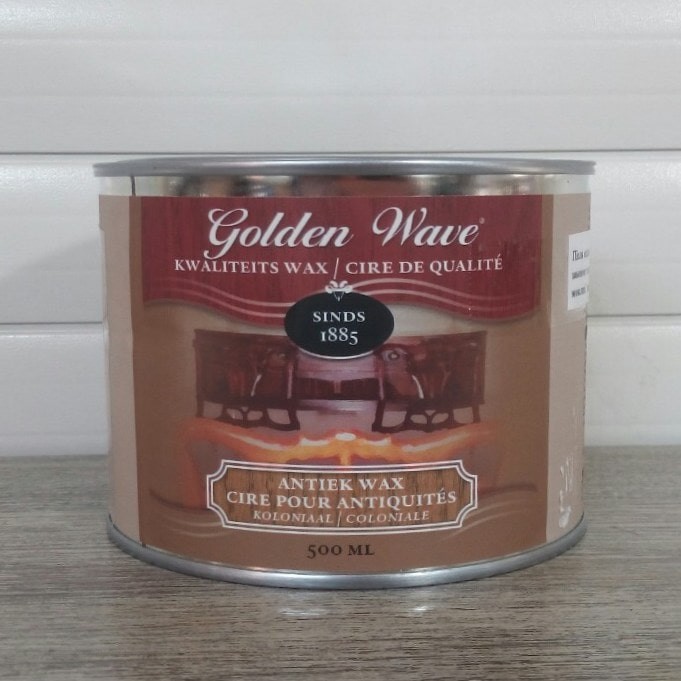 Golden Wave
KWALITEITS WAX / CIRE DE QUALITÉ
SINDS
1885
ANTIEK WAX
CIRE POUR ANTIQUITÉS
KOLONIAAL / COLONIALE
500 ML